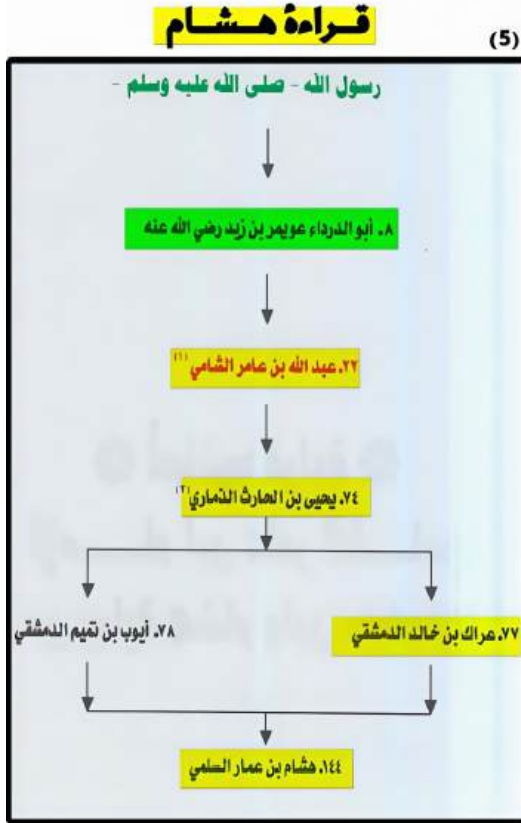 قراءة هشام
(5)
رسول الله - صلى الله عليه وسلم -
٨. أبو الدرداء عويمر بن زيد رضي الله عنه
٢٢. عبد الله بن عامر الشامي (١)
٧٤. يحيى بن الحارث الذماري (٢)
٧٧. عراك بن خالد الدمشقي
٧٨. أيوب بن تميم الدمشقي
١٤٤. هشام بن عمار السلمي